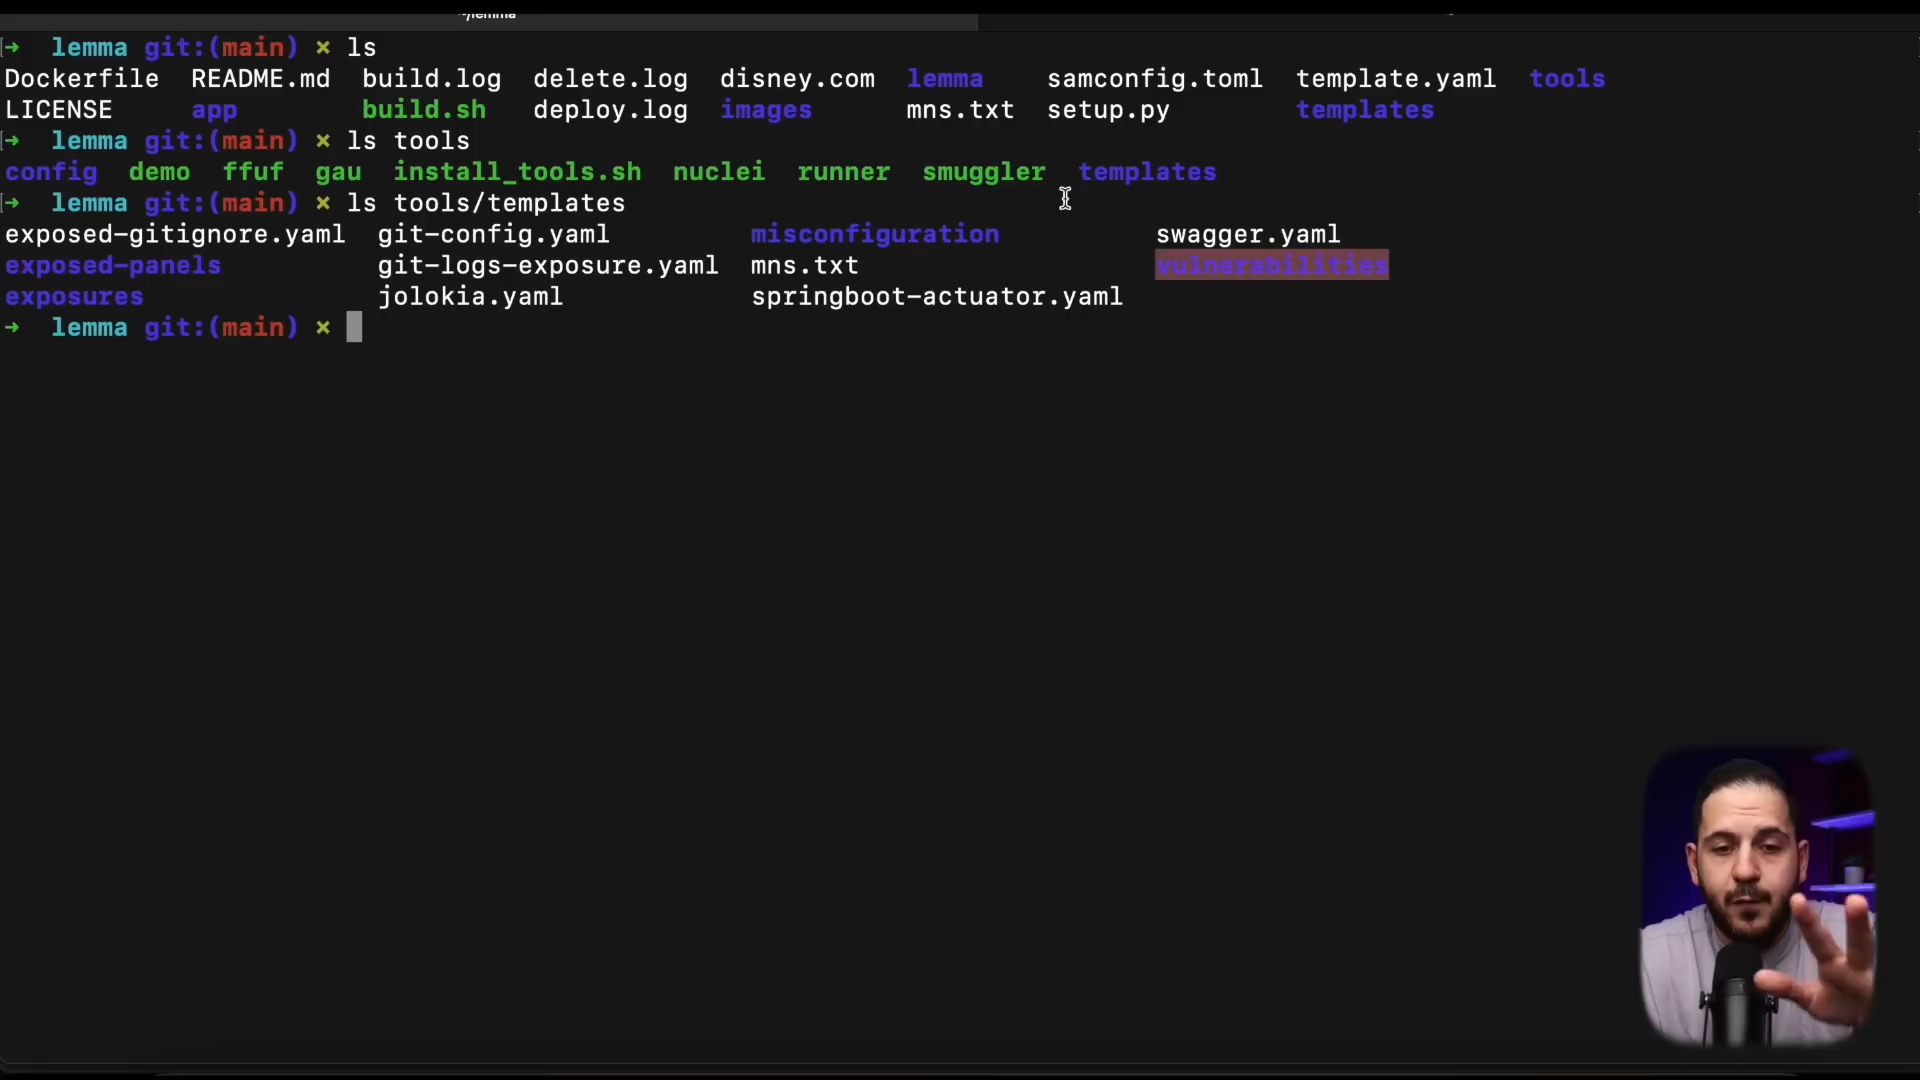 ~/lemma
→ lemma git:(main) × ls
Dockerfile README.md build.log delete.log disney.com lemma samconfig.toml template.yaml tools
LICENSE app build.sh deploy.log images mns.txt setup.py templates
→ lemma git:(main) × ls tools
config demo ffuf gau install_tools.sh nuclei runner smuggler templates
→ lemma git:(main) × ls tools/templates
exposed-gitignore.yaml git-config.yaml misconfiguration swagger.yaml
exposed-panels git-logs-exposure.yaml mns.txt vulnerabilities
exposures jolokia.yaml springboot-actuator.yaml
→ lemma git:(main) ×